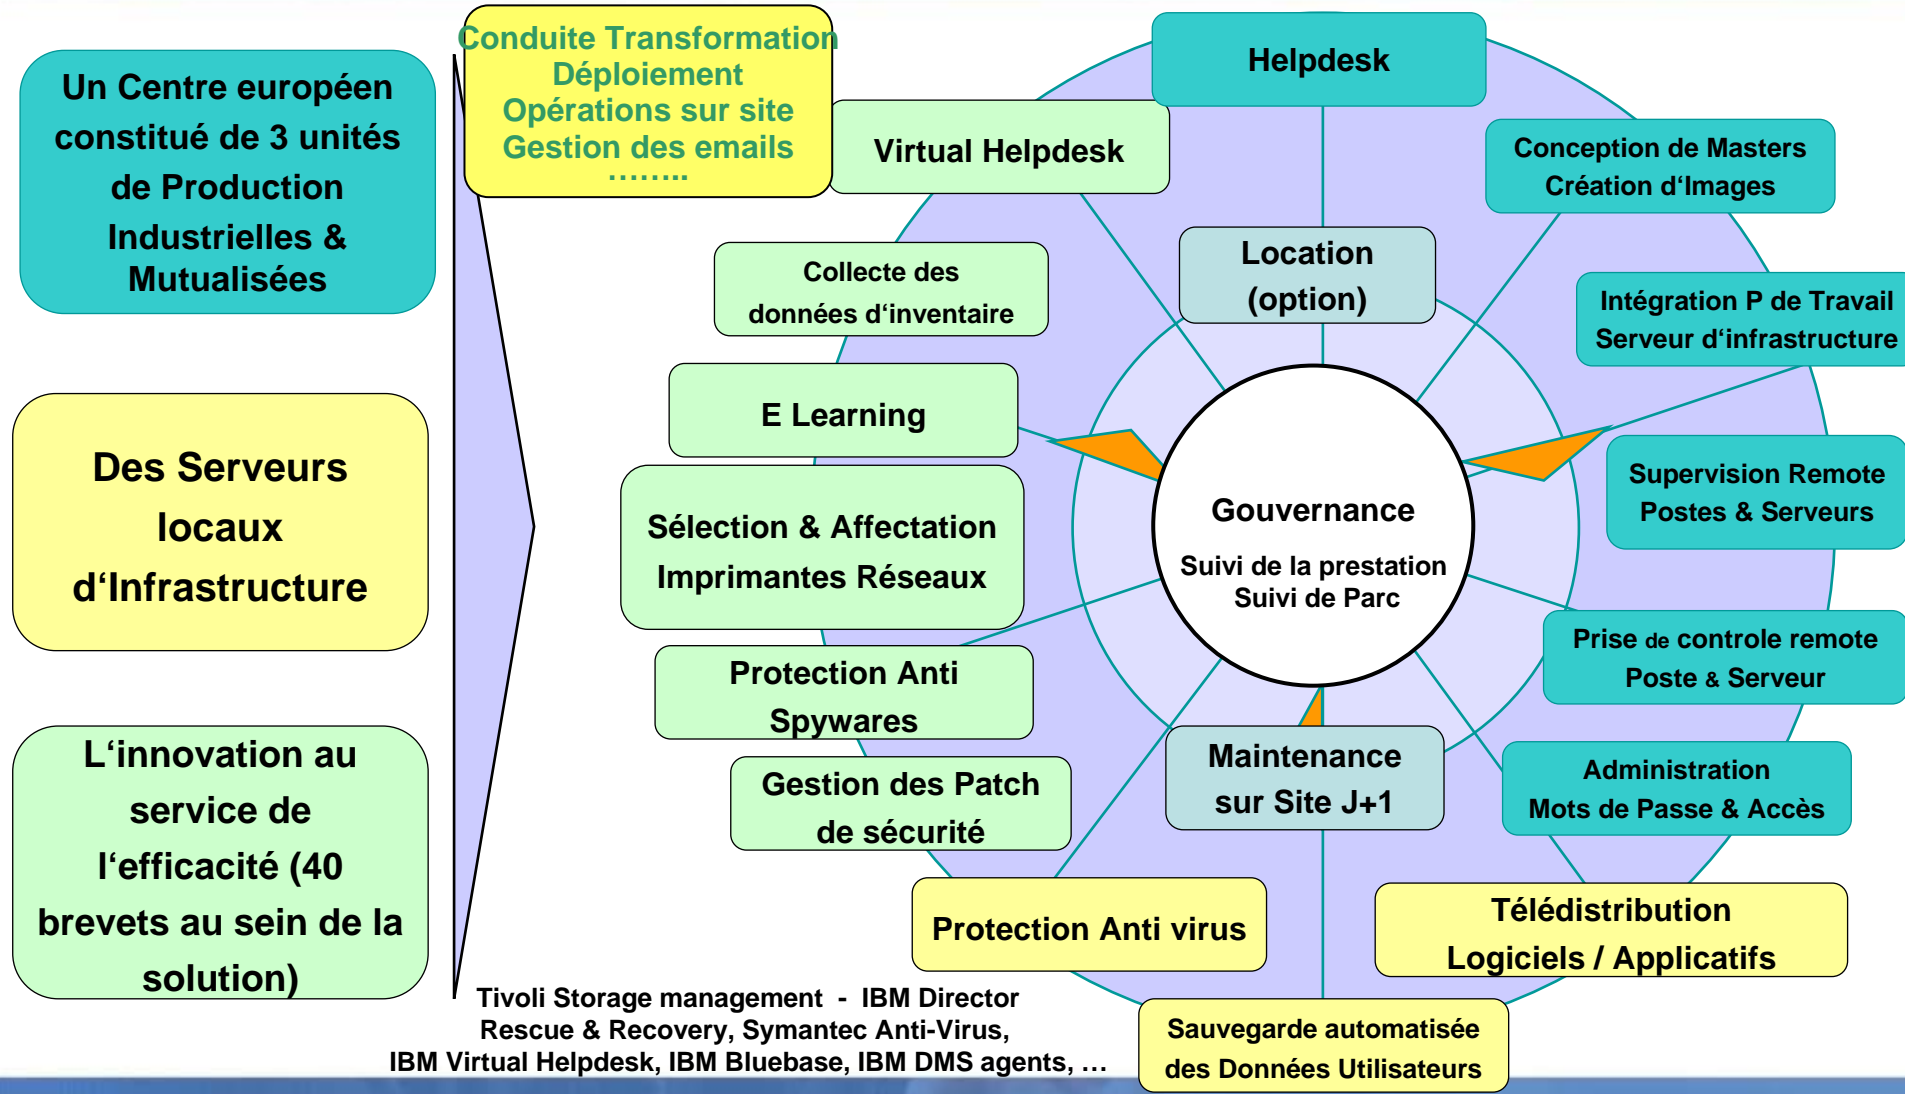 Un Centre européen
constitué de 3 unités
de Production
Industrielles &
Mutualisées
Des Serveurs
locaux
d‘Infrastructure
L‘innovation au
service de
l‘efficacité (40
brevets au sein de la
solution)
Conduite Transformation
Déploiement
Opérations sur site
Gestion des emails
……..
Helpdesk
Virtual Helpdesk
Conception de Masters
Création d‘Images
Collecte des
données d‘inventaire
Location
(option)
Intégration P de Travail
Serveur d‘infrastructure
E Learning
Supervision Remote
Postes & Serveurs
Sélection & Affectation
Imprimantes Réseaux
Gouvernance
Suivi de la prestation
Suivi de Parc
Prise de controle remote
Poste & Serveur
Protection Anti
Spywares
Maintenance
sur Site J+1
Administration
Mots de Passe & Accès
Gestion des Patch
de sécurité
Protection Anti virus
Télédistribution
Logiciels / Applicatifs
Sauvegarde automatisée
des Données Utilisateurs
Tivoli Storage management - IBM Director
Rescue & Recovery, Symantec Anti-Virus,
IBM Virtual Helpdesk, IBM Bluebase, IBM DMS agents, …